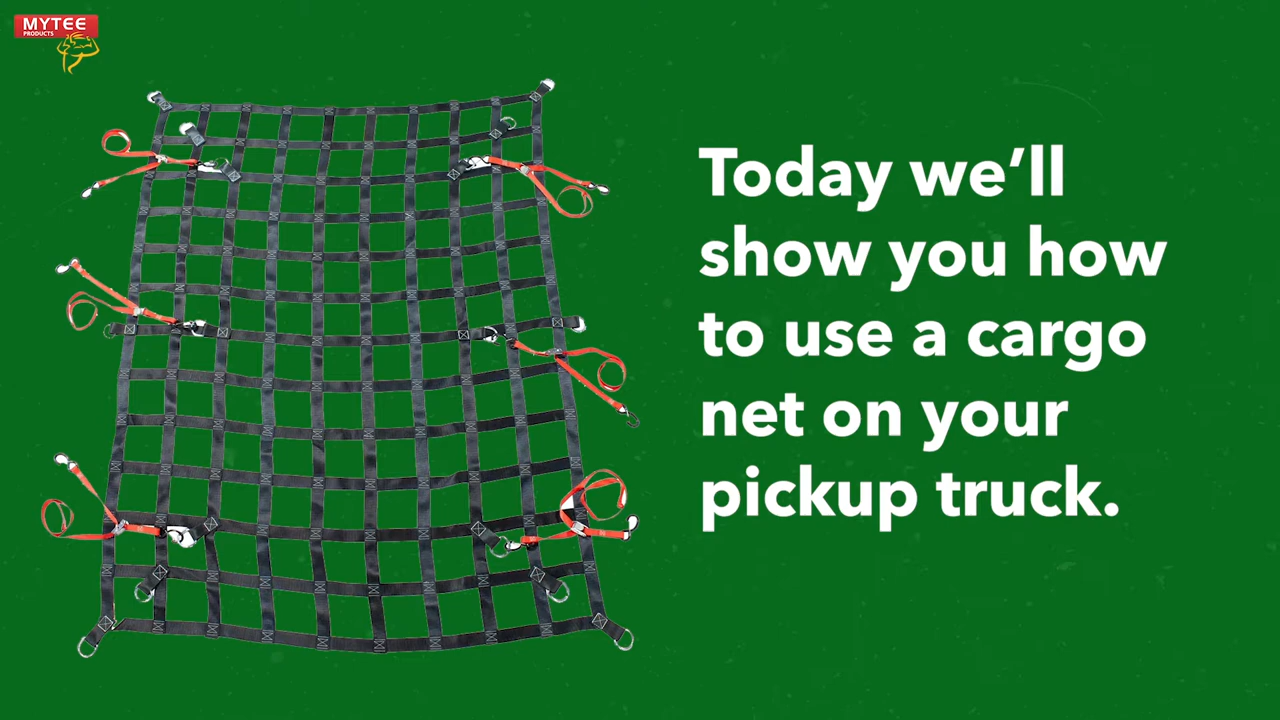 MYTEE
PRODUCTS
Today we’ll
show you how
to use a cargo
net on your
pickup truck.